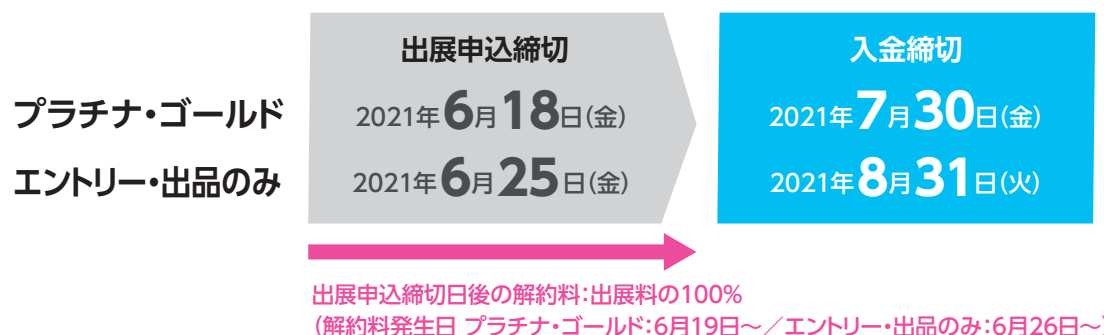 出展申込締切
入金締切
プラチナ・ゴールド
2021年6月18日(金)
2021年7月30日(金)
エントリー・出品のみ
2021年6月25日(金)
2021年8月31日(火)
出展申込締切日後の解約料:出展料の100%
(解約料発生日 プラチナ・ゴールド:6月19日〜/エントリー・出品のみ:6月26日〜)